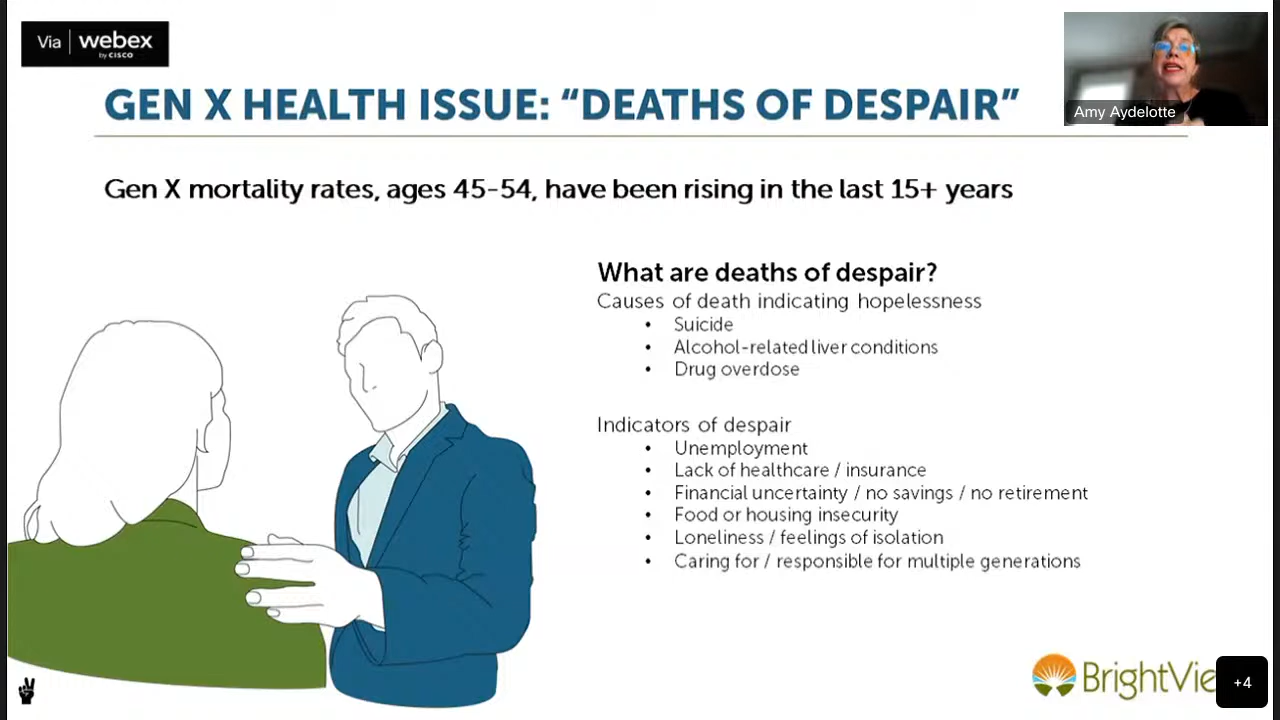 Via webex
by CISCO
GEN X HEALTH ISSUE: “DEATHS OF DESPAIR”
Amy Aydelotte
Gen X mortality rates, ages 45-54, have been rising in the last 15+ years
What are deaths of despair?
Causes of death indicating hopelessness
• Suicide
• Alcohol-related liver conditions
• Drug overdose
Indicators of despair
• Unemployment
• Lack of healthcare / insurance
• Financial uncertainty / no savings / no retirement
• Food or housing insecurity
• Loneliness / feelings of isolation
• Caring for / responsible for multiple generations
BrightVie
+4